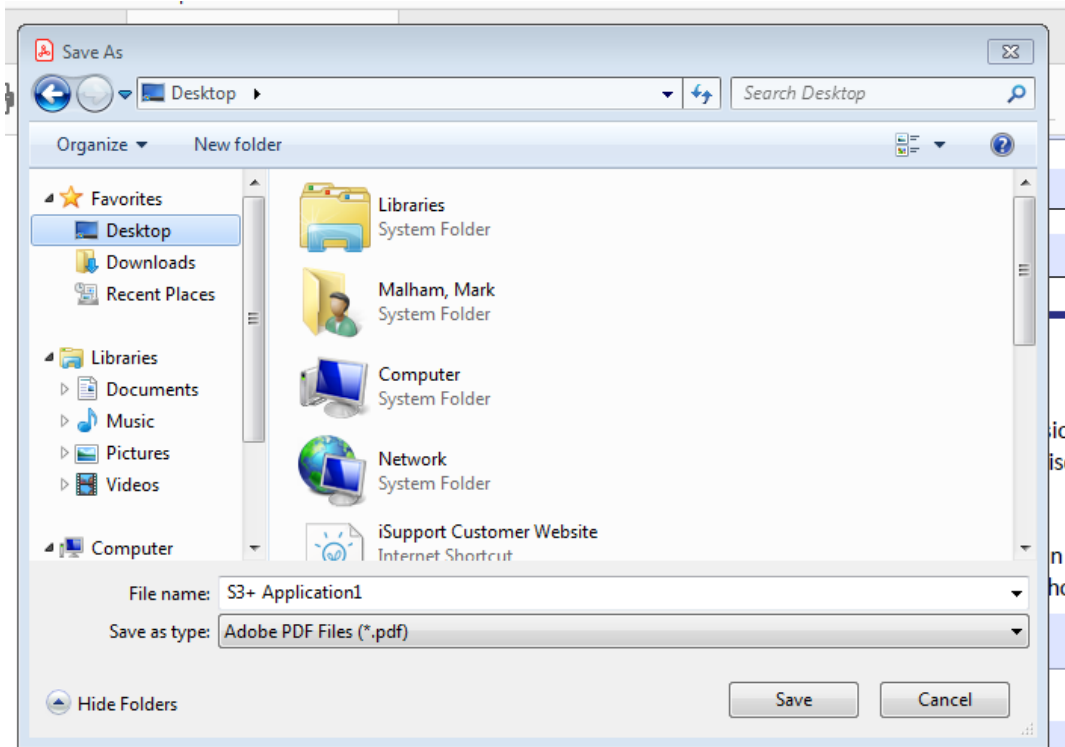 Save As
Desktop
Search Desktop
Organize
New folder
Favorites
Desktop
Downloads
Recent Places
Libraries
Documents
Music
Pictures
Videos
Computer
Libraries
System Folder
Malham, Mark
System Folder
Computer
System Folder
Network
System Folder
iSupport Customer Website
Internet Shortcut
File name: S3+ Application1
Save as type: Adobe PDF Files (*.pdf)
Hide Folders
Save
Cancel